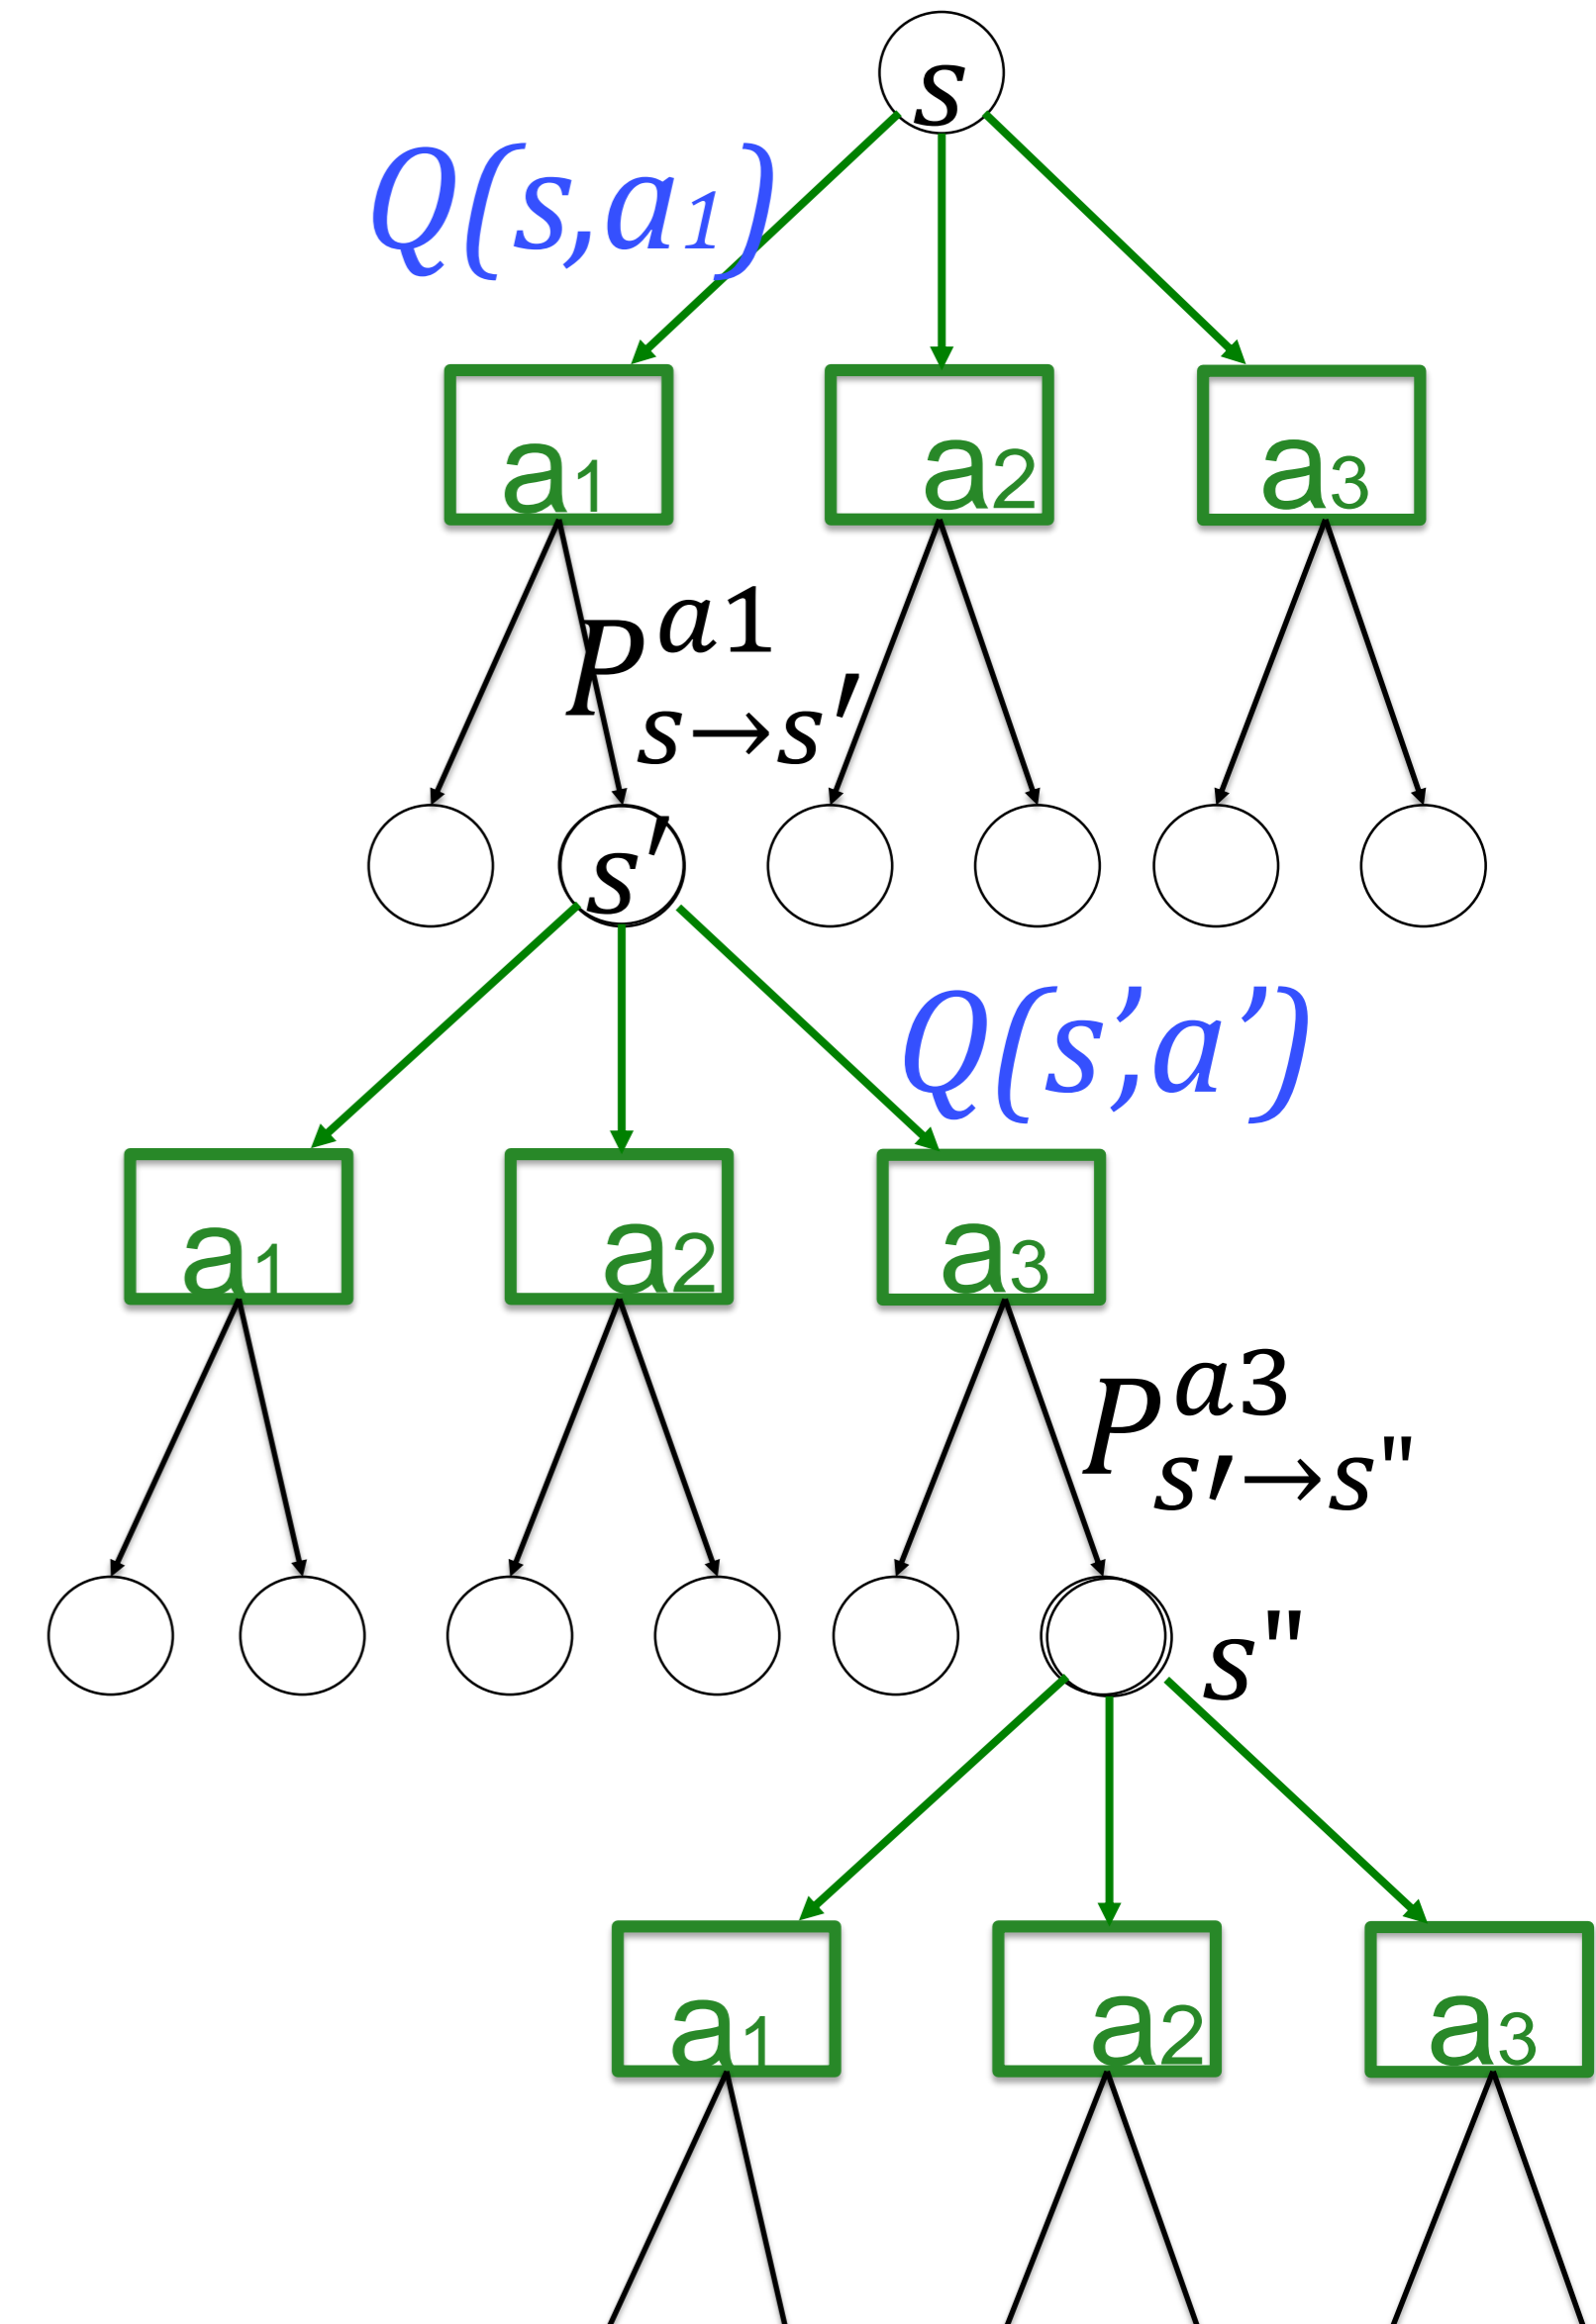 s
Q(s,a₁)
a₁ a₂ a₃
P^{a1}_{s→s′}
s′
Q(s’,a’)
a₁ a₂ a₃
P^{a3}_{s′→s"}
s"
a₁ a₂ a₃